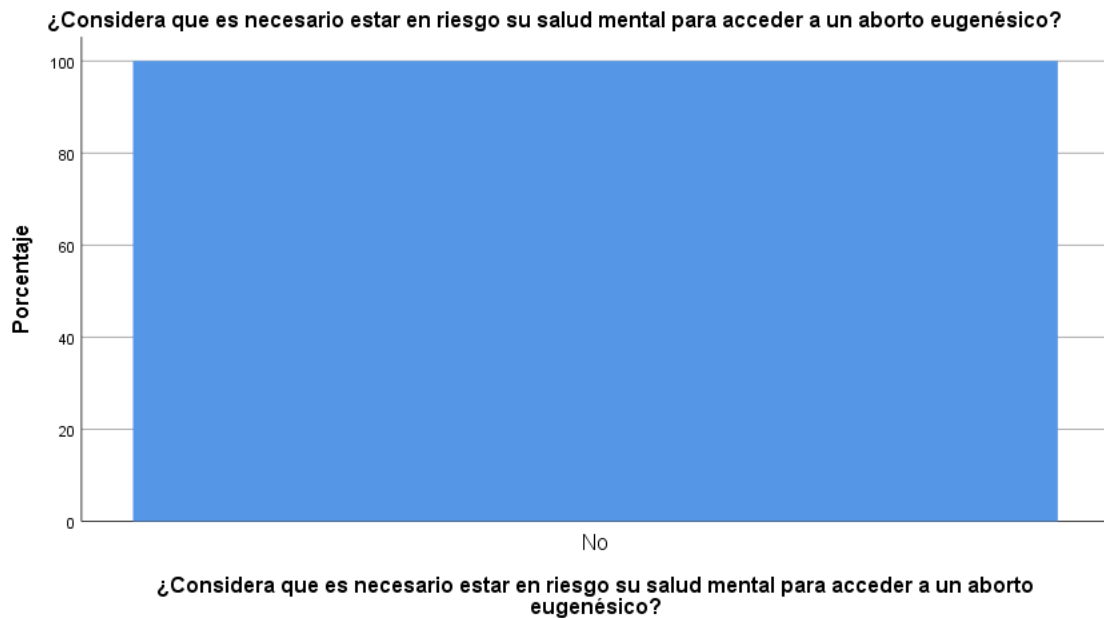 ¿Considera que es necesario estar en riesgo su salud mental para acceder a un aborto eugenésico?
100
80
60
40
20
0
Porcentaje
No
¿Considera que es necesario estar en riesgo su salud mental para acceder a un aborto
eugenésico?